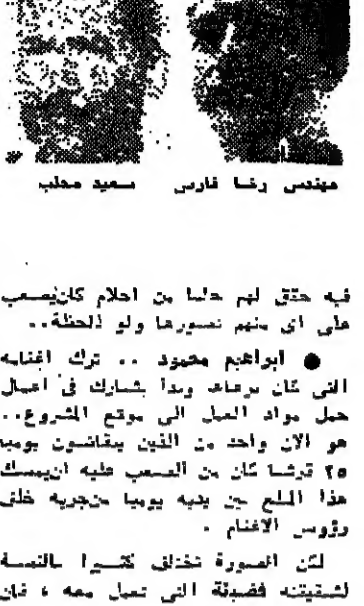 مهندس رضا فارس سعيد محلب
فيه حقق لهم حلما من احلام كان يصعب
على اى منهم تصورها ولو للحظة..
● ابراهيم محمود .. ترك اغنامه
التى كان يرعاها وبدأ يشارك فى اعمال
حمل مواد العمل الى موقع المشروع..
هو الان واحد من الذين يتقاضون يوميا
٢٥ قرشا كان من الصعب عليه ان يمسك
هذا المبلغ بين يديه يوميا من جريه خلف
رؤوس الاغنام .
لكن الصورة تختلف كثيرا بالنسبة
لشقيقته فضيلة التى تعمل معه ، فان